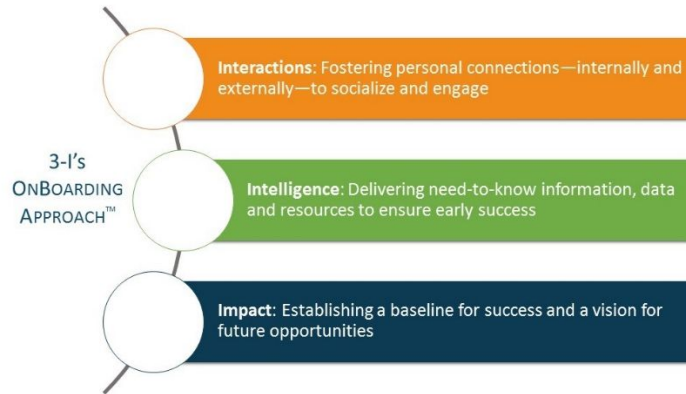 3-I's
OnBoarding
Approach™
Interactions: Fostering personal connections—internally and
externally—to socialize and engage
Intelligence: Delivering need-to-know information, data
and resources to ensure early success
Impact: Establishing a baseline for success and a vision for
future opportunities